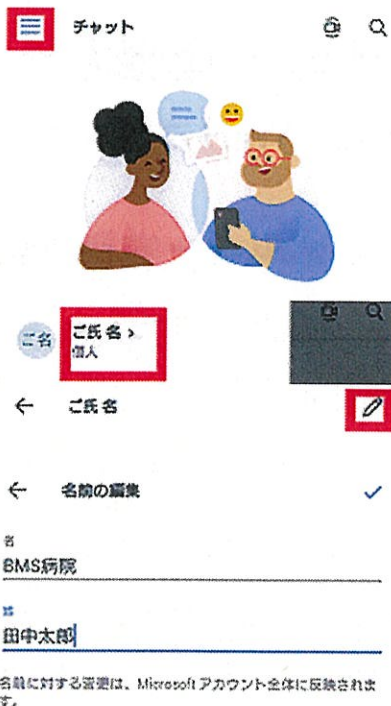 チャット
ご名
ご氏名 >
個人
← ご氏名
← 名前の編集
名
BMS病院
姓
田中太郎
名前に対する変更は、Microsoft アカウント全体に反映されま
す。